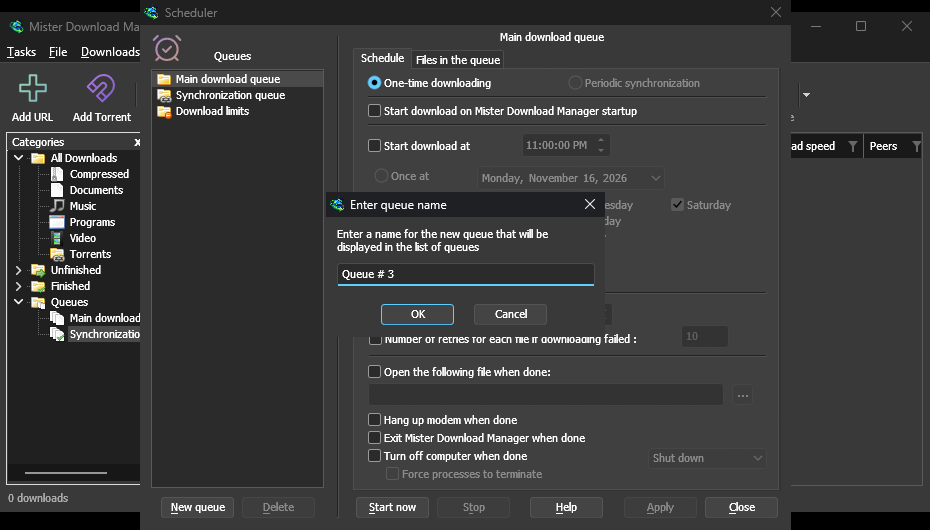 Scheduler
Mister Download Ma
Tasks File Downloads
Add URL
Add Torrent
Categories x
All Downloads
Compressed
Documents
Music
Programs
Video
Torrents
Unfinished
Finished
Queues
Main download
Synchronizatio
0 downloads
Queues
Main download queue
Synchronization queue
Download limits
New queue
Delete
Main download queue
Schedule
Files in the queue
One-time downloading
Periodic synchronization
Start download on Mister Download Manager startup
Start download at
11:00:00 PM
Once at
Monday, November 16, 2026
esday
Saturday
day
Enter queue name
Enter a name for the new queue that will be
displayed in the list of queues
Queue # 3
OK
Cancel
Number of retries for each file if downloading failed :
10
Open the following file when done:
...
Hang up modem when done
Exit Mister Download Manager when done
Turn off computer when done
Shut down
Force processes to terminate
Start now
Stop
Help
Apply
Close
ad speed
Peers